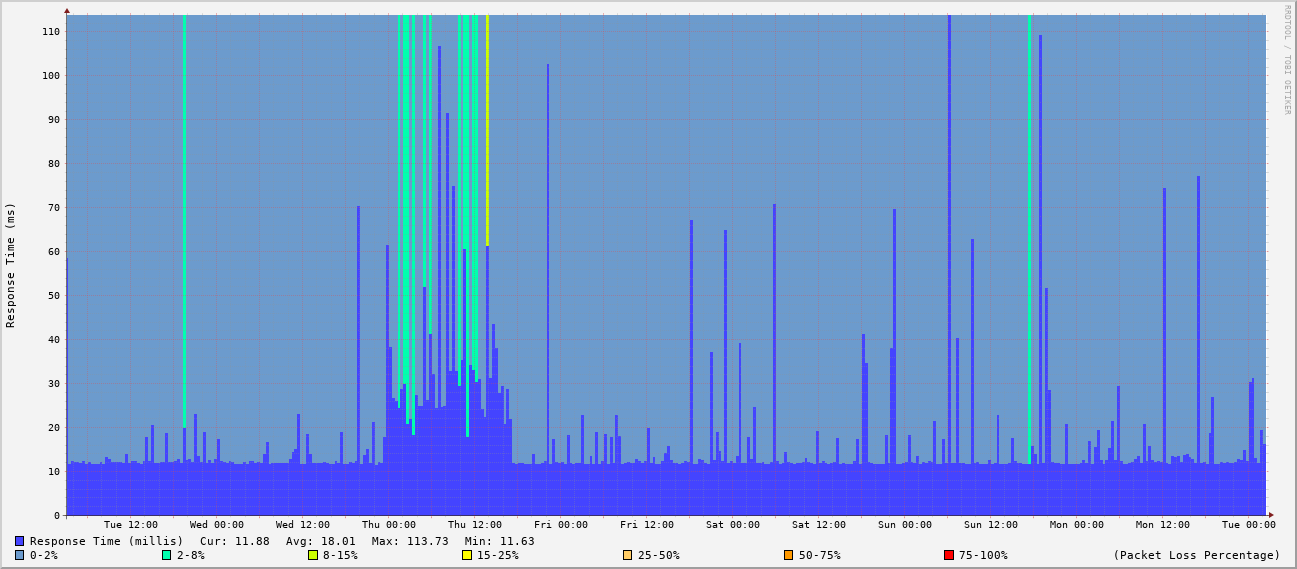 RRDTOOL / TOBI OETIKER
Response Time (ms)
110
100
90
80
70
60
50
40
30
20
10
0
Tue 12:00 Wed 00:00 Wed 12:00 Thu 00:00 Thu 12:00 Fri 00:00 Fri 12:00 Sat 00:00 Sat 12:00 Sun 00:00 Sun 12:00 Mon 00:00 Mon 12:00 Tue 00:00
Response Time (millis) Cur: 11.88 Avg: 18.01 Max: 113.73 Min: 11.63
0-2% 2-8% 8-15% 15-25% 25-50% 50-75% 75-100% (Packet Loss Percentage)